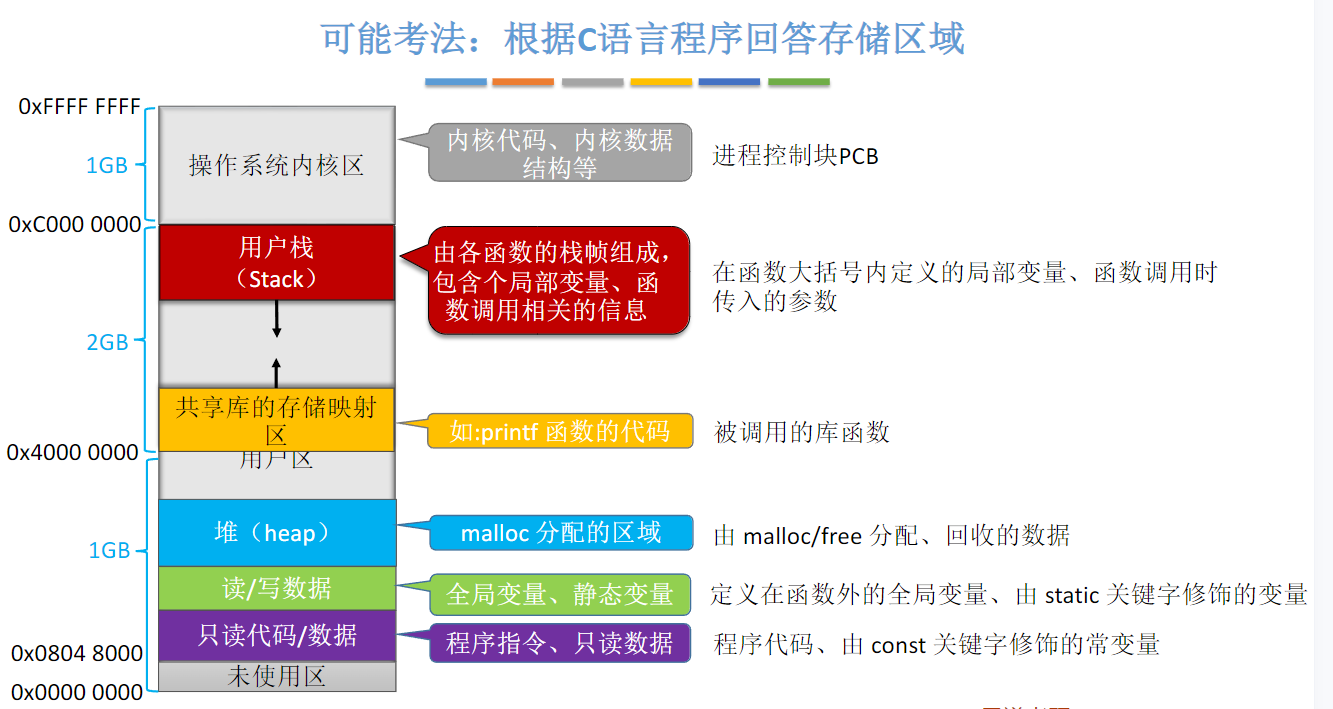 可能考法：根据C语言程序回答存储区域
0xFFFF FFFF
1GB
操作系统内核区
内核代码、内核数据
结构等
进程控制块PCB
0xC000 0000
用户栈
（Stack）
由各函数的栈帧组成，
包含个局部变量、函
数调用相关的信息
在函数大括号内定义的局部变量、函数调用时
传入的参数
2GB
共享库的存储映射
区
如:printf 函数的代码
被调用的库函数
0x4000 0000
用户区
堆（heap）
malloc 分配的区域
由 malloc/free 分配、回收的数据
1GB
读/写数据
全局变量、静态变量
定义在函数外的全局变量、由 static 关键字修饰的变量
只读代码/数据
程序指令、只读数据
程序代码、由 const 关键字修饰的常变量
0x0804 8000
未使用区
0x0000 0000